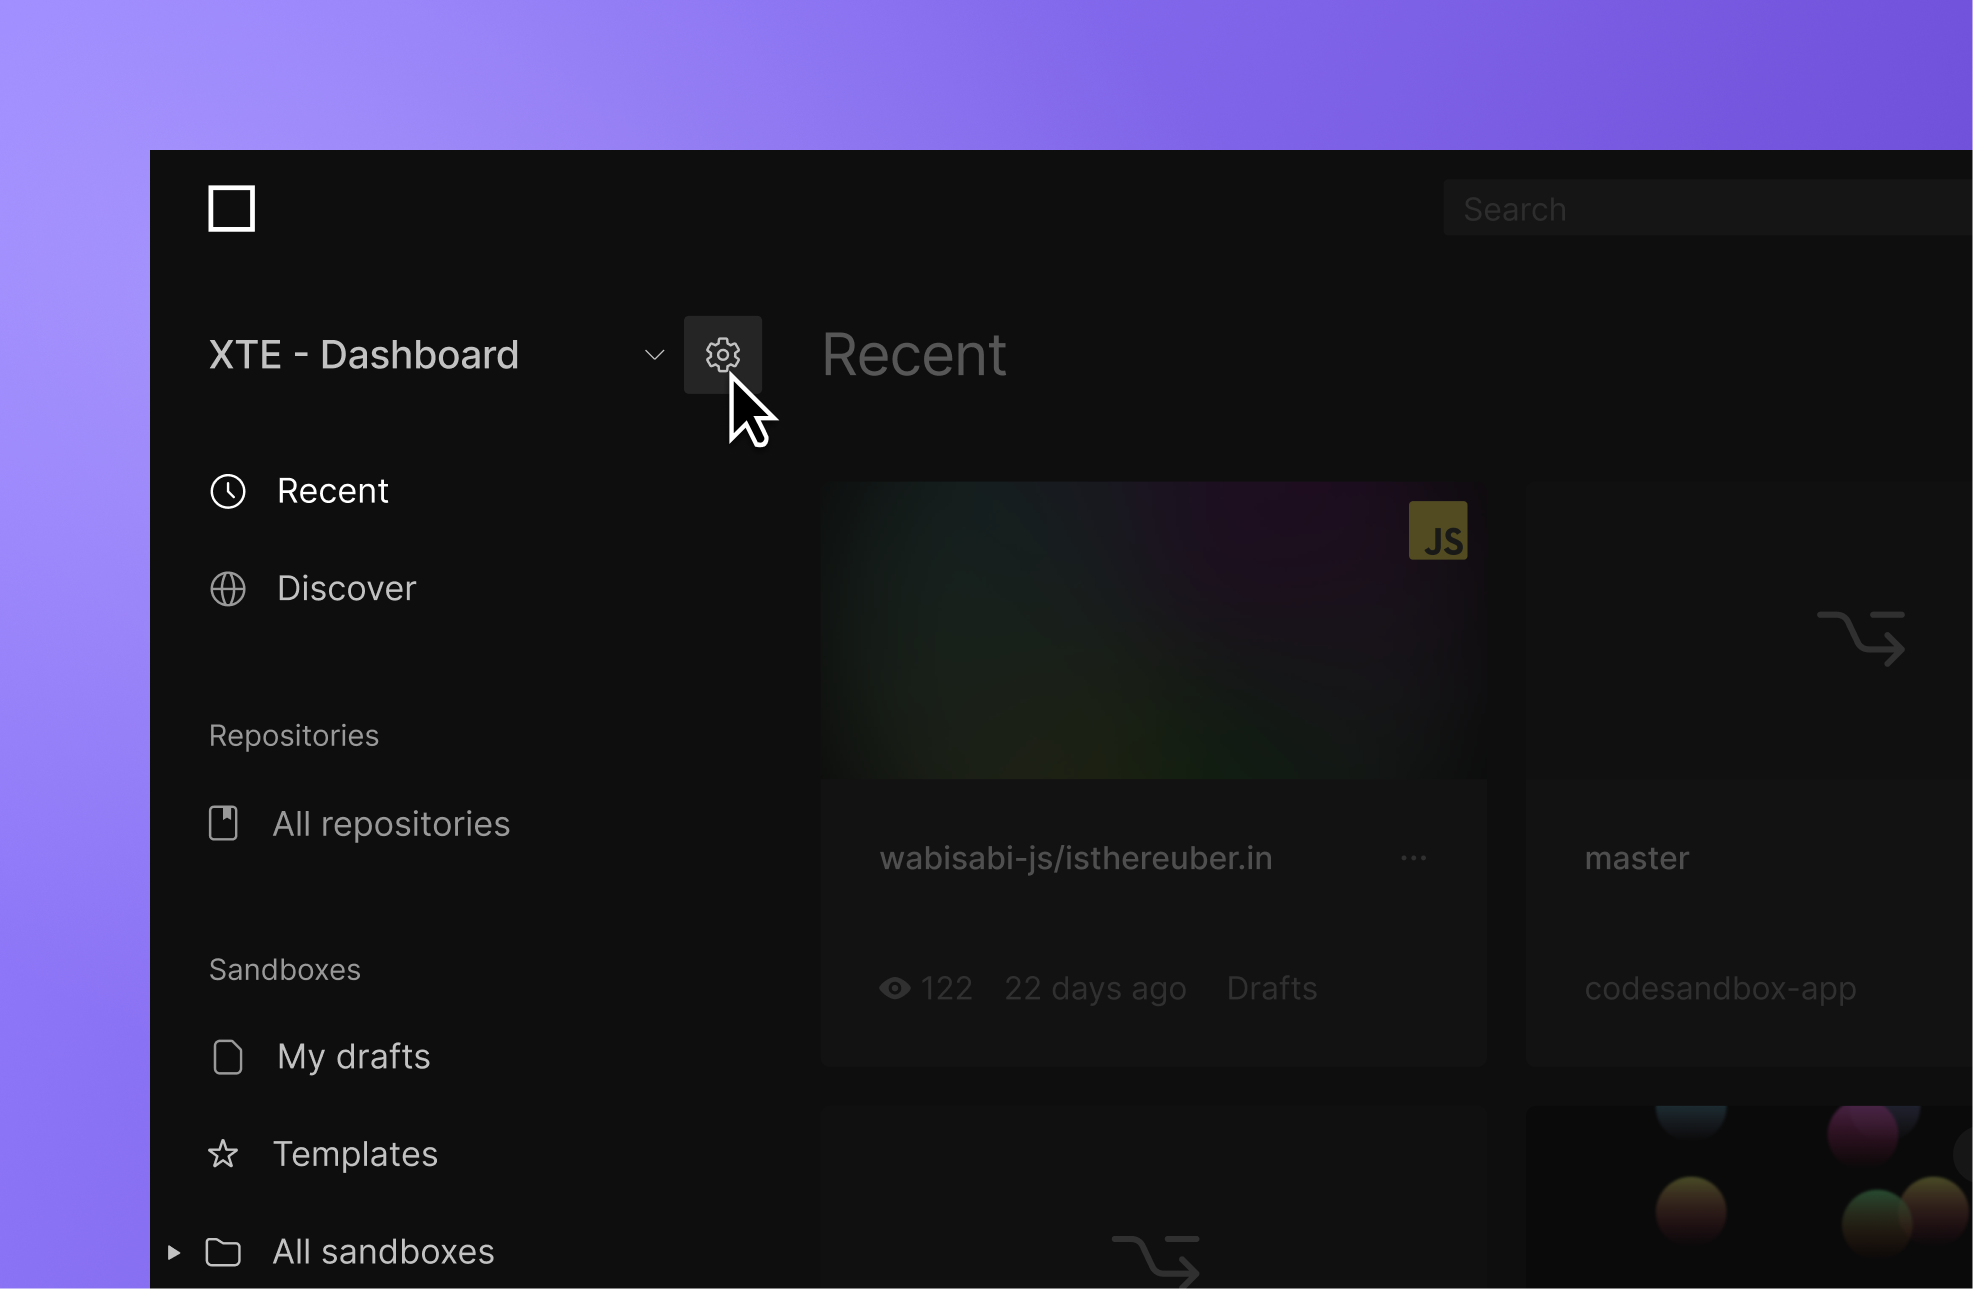 Search
XTE - Dashboard
Recent
Recent
Discover
Repositories
All repositories
Sandboxes
My drafts
Templates
All sandboxes
JS
wabisabi-js/isthereuber.in
122 22 days ago Drafts
master
codesandbox-app